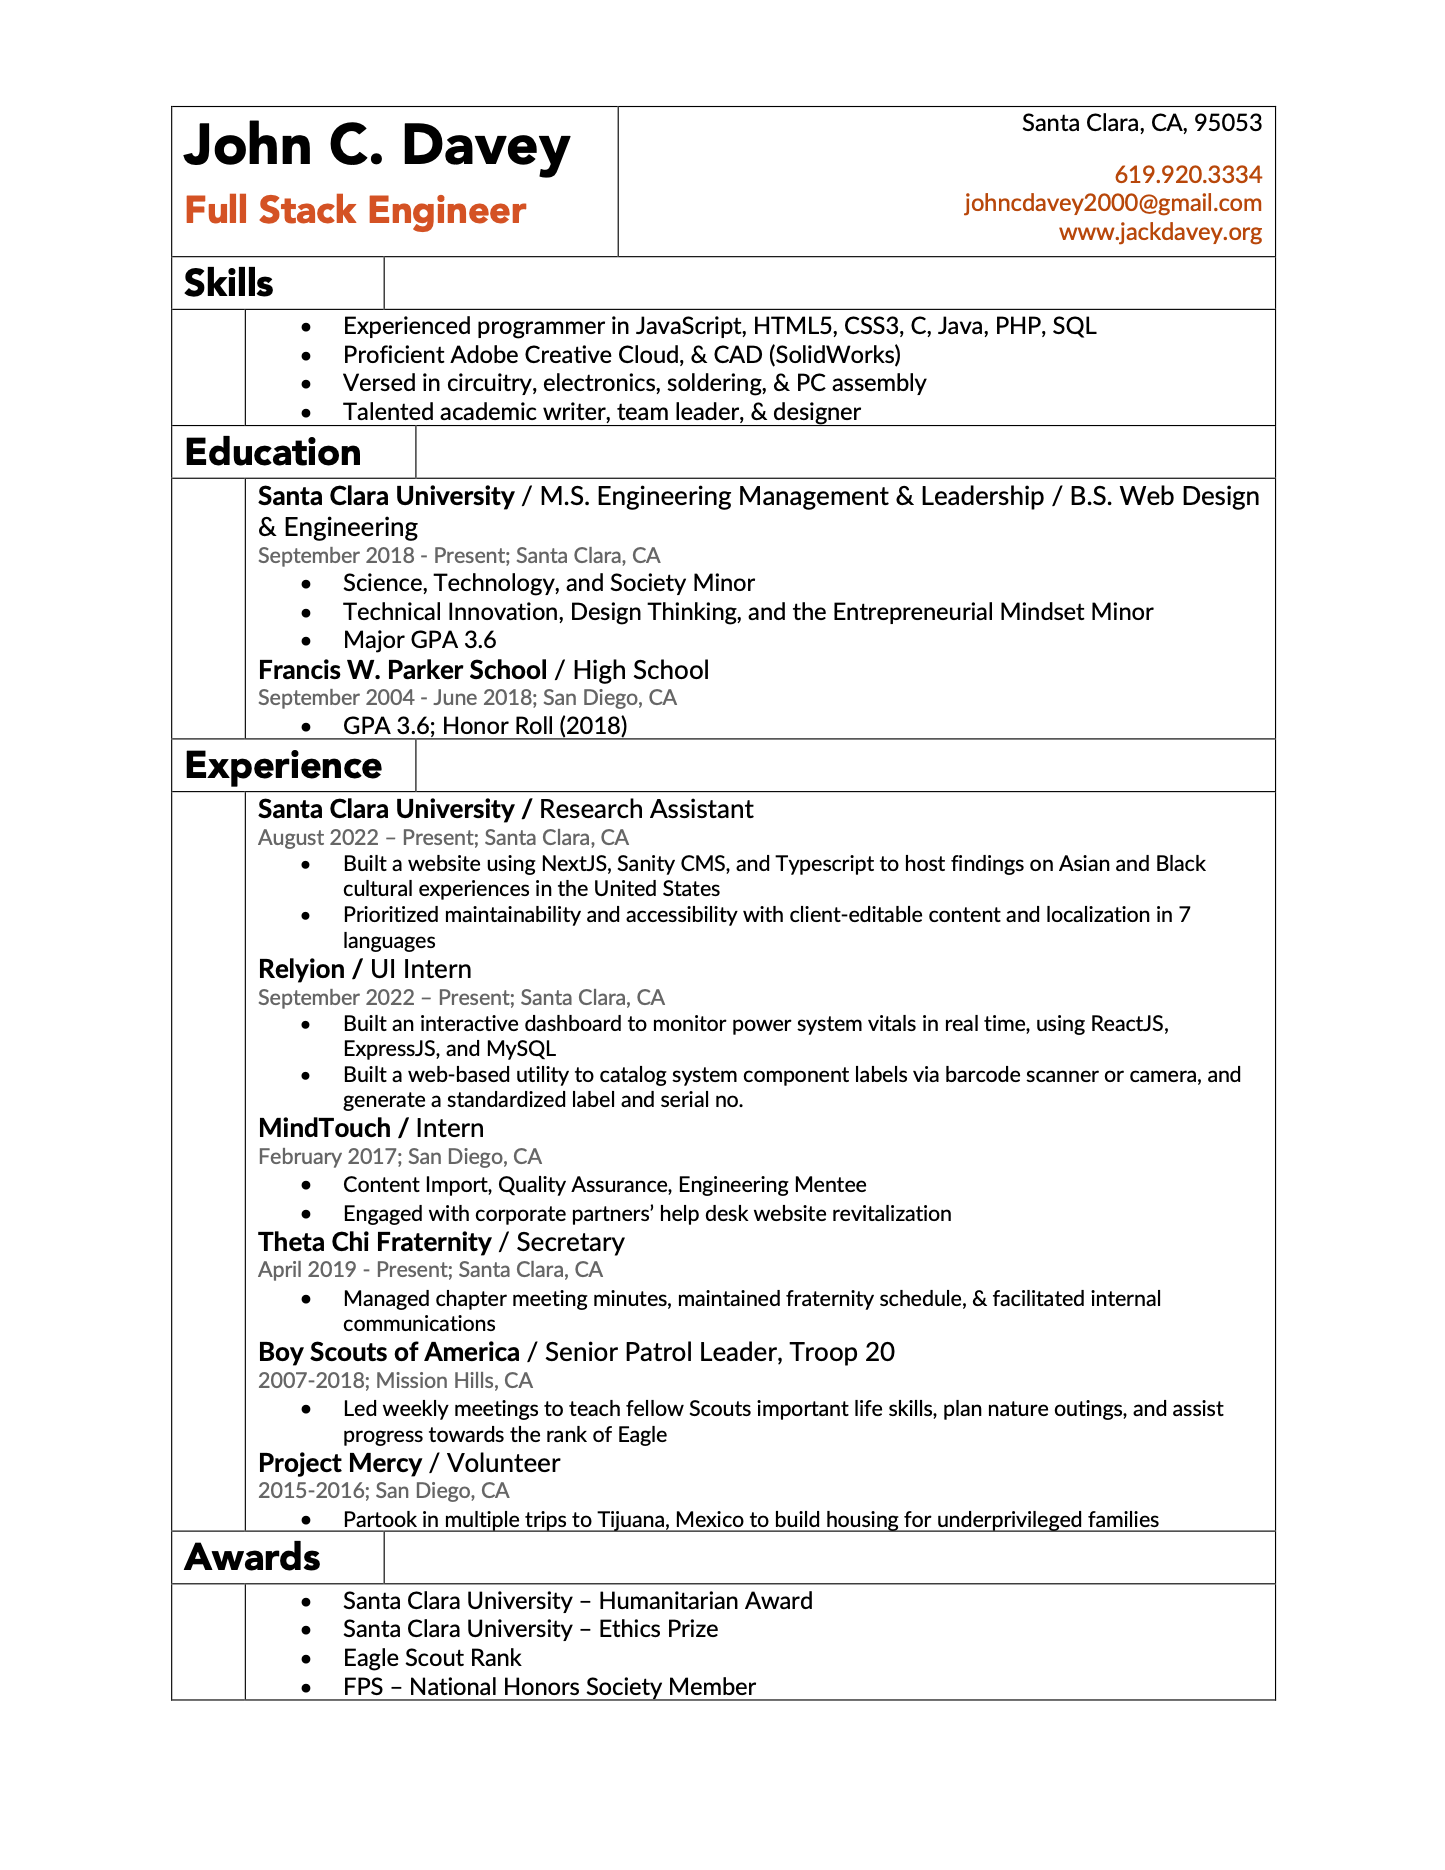 John C. Davey
Full Stack Engineer
Santa Clara, CA, 95053
619.920.3334
johncdavey2000@gmail.com
www.jackdavey.org
Skills
• Experienced programmer in JavaScript, HTML5, CSS3, C, Java, PHP, SQL
• Proficient Adobe Creative Cloud, & CAD (SolidWorks)
• Versed in circuitry, electronics, soldering, & PC assembly
• Talented academic writer, team leader, & designer
Education
Santa Clara University / M.S. Engineering Management & Leadership / B.S. Web Design
& Engineering
September 2018 - Present; Santa Clara, CA
• Science, Technology, and Society Minor
• Technical Innovation, Design Thinking, and the Entrepreneurial Mindset Minor
• Major GPA 3.6
Francis W. Parker School / High School
September 2004 - June 2018; San Diego, CA
• GPA 3.6; Honor Roll (2018)
Experience
Santa Clara University / Research Assistant
August 2022 – Present; Santa Clara, CA
• Built a website using NextJS, Sanity CMS, and Typescript to host findings on Asian and Black
cultural experiences in the United States
• Prioritized maintainability and accessibility with client-editable content and localization in 7
languages
Relyion / UI Intern
September 2022 – Present; Santa Clara, CA
• Built an interactive dashboard to monitor power system vitals in real time, using ReactJS,
ExpressJS, and MySQL
• Built a web-based utility to catalog system component labels via barcode scanner or camera, and
generate a standardized label and serial no.
MindTouch / Intern
February 2017; San Diego, CA
• Content Import, Quality Assurance, Engineering Mentee
• Engaged with corporate partners’ help desk website revitalization
Theta Chi Fraternity / Secretary
April 2019 - Present; Santa Clara, CA
• Managed chapter meeting minutes, maintained fraternity schedule, & facilitated internal
communications
Boy Scouts of America / Senior Patrol Leader, Troop 20
2007-2018; Mission Hills, CA
• Led weekly meetings to teach fellow Scouts important life skills, plan nature outings, and assist
progress towards the rank of Eagle
Project Mercy / Volunteer
2015-2016; San Diego, CA
• Partook in multiple trips to Tijuana, Mexico to build housing for underprivileged families
Awards
• Santa Clara University – Humanitarian Award
• Santa Clara University – Ethics Prize
• Eagle Scout Rank
• FPS – National Honors Society Member